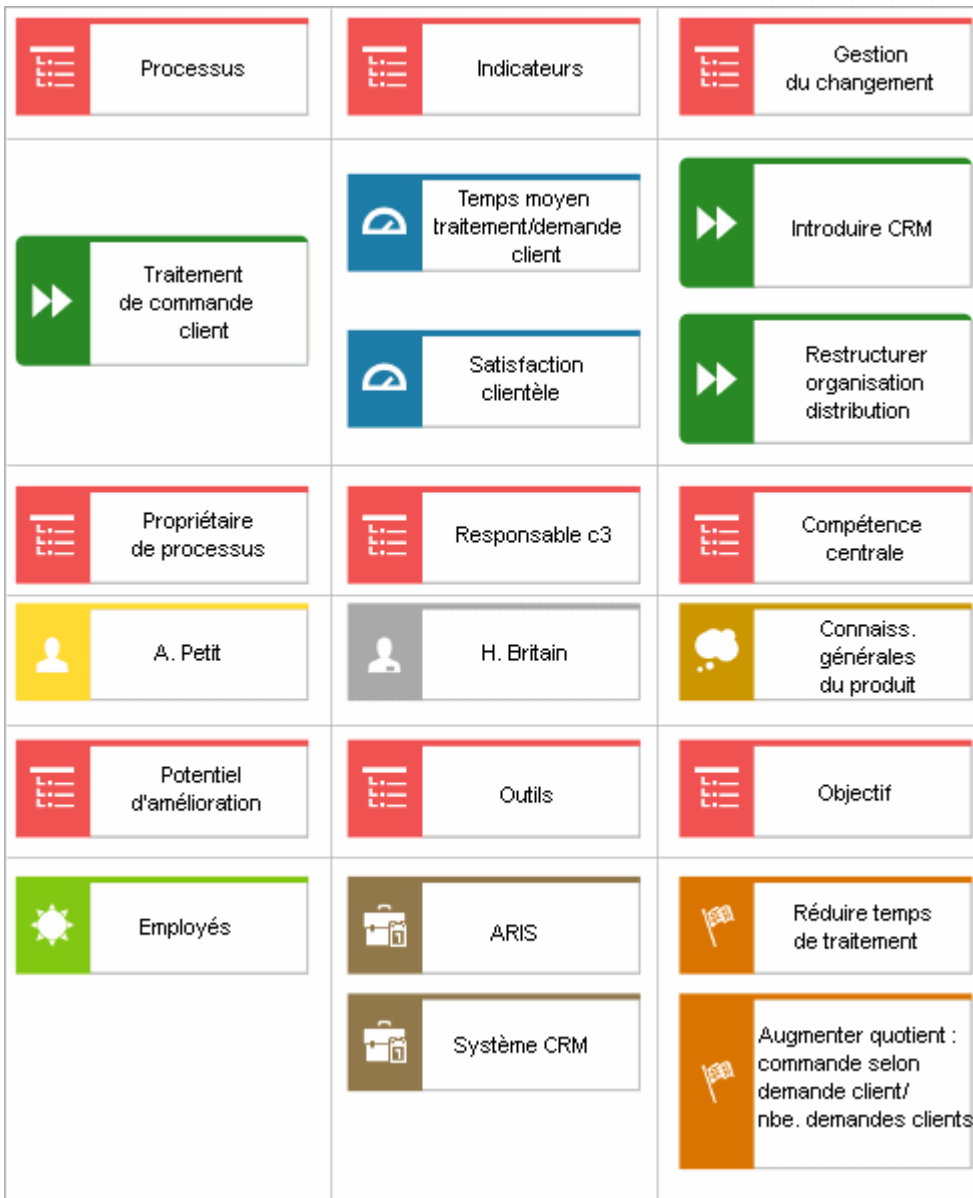 Processus
Indicateurs
Gestion
du changement
Traitement
de commande
client
Temps moyen
traitement/demande
client
Satisfaction
clientèle
Introduire CRM
Restructurer
organisation
distribution
Propriétaire
de processus
Responsable c3
Compétence
centrale
A. Petit
H. Britain
Connaiss.
générales
du produit
Potentiel
d'amélioration
Outils
Objectif
Employés
ARIS
Système CRM
Réduire temps
de traitement
Augmenter quotient :
commande selon
demande client/
nbe. demandes clients